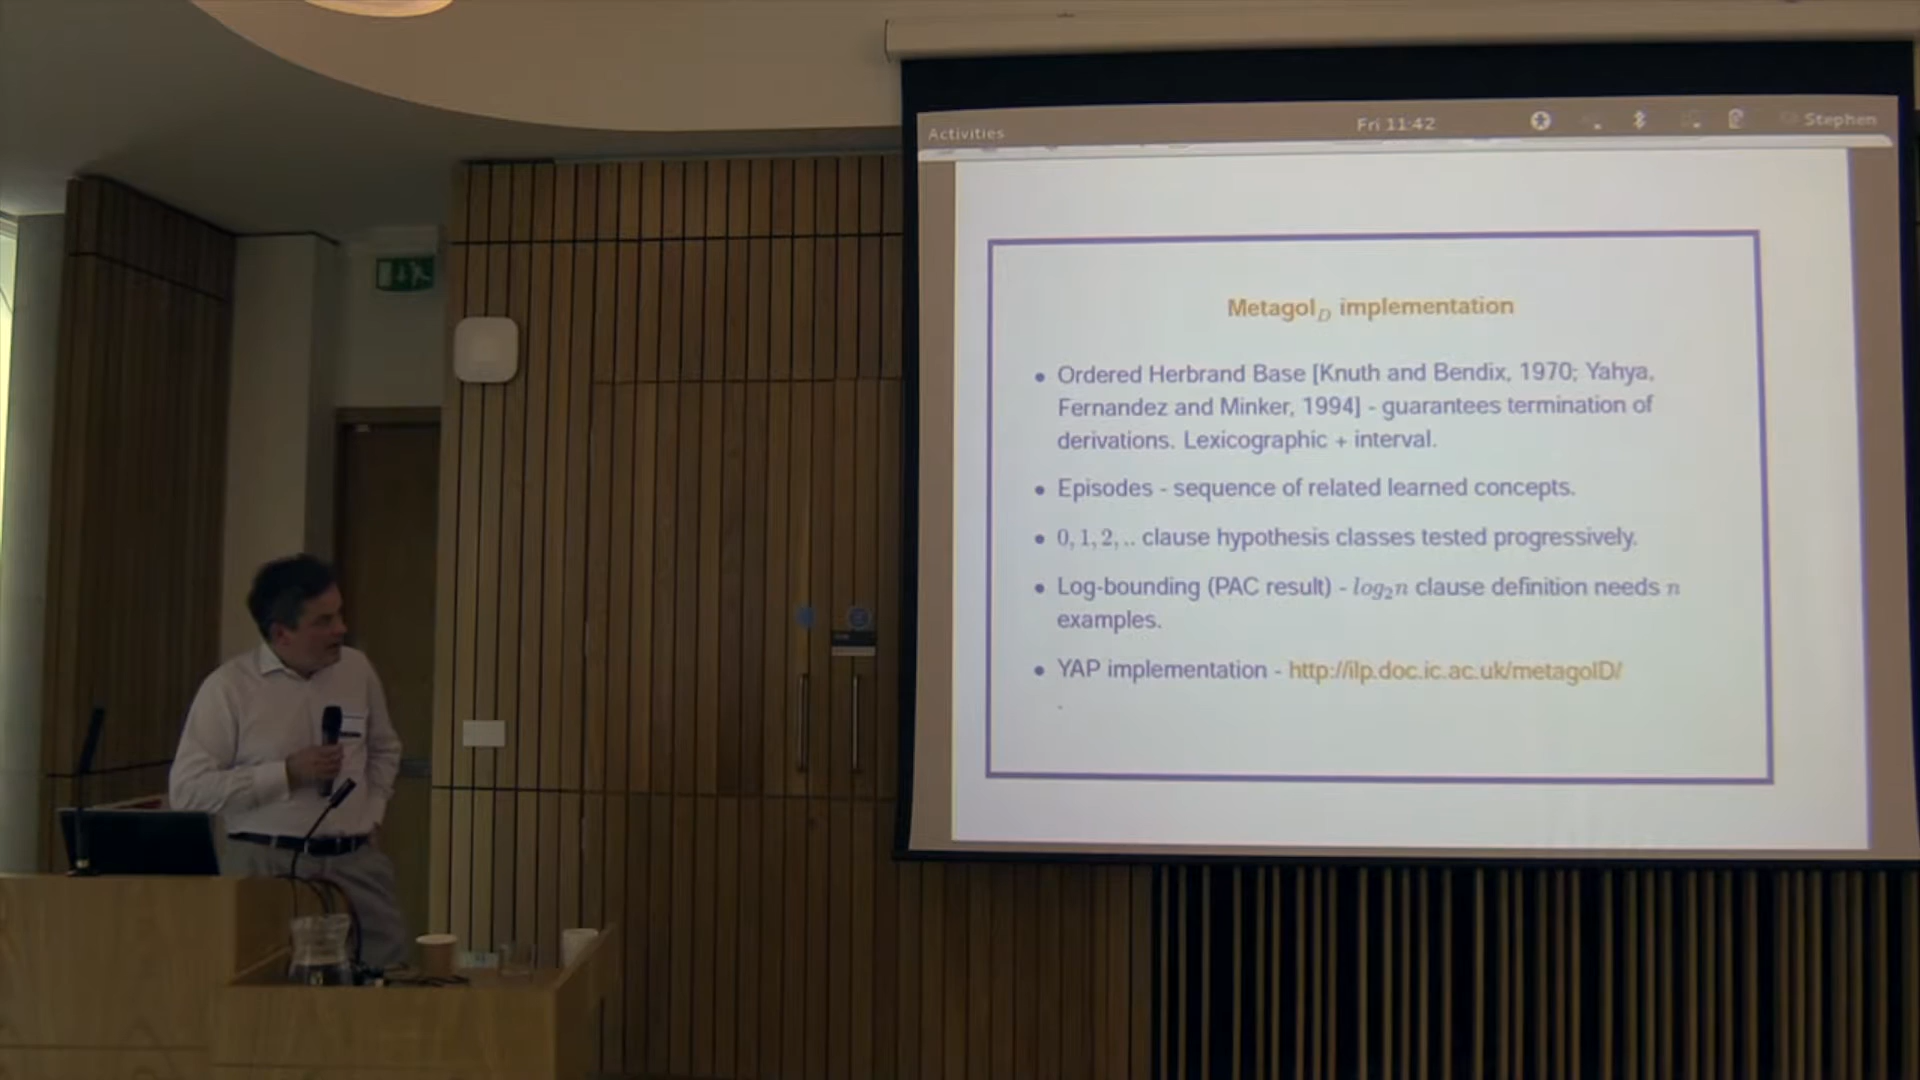 Activities Fri 11:42 Stephen
Metagol_D implementation
• Ordered Herbrand Base [Knuth and Bendix, 1970; Yahya,
Fernandez and Minker, 1994] - guarantees termination of
derivations. Lexicographic + interval.
• Episodes - sequence of related learned concepts.
• 0, 1, 2, .. clause hypothesis classes tested progressively.
• Log-bounding (PAC result) - log₂n clause definition needs n
examples.
• YAP implementation - http://ilp.doc.ic.ac.uk/metagolD/
.